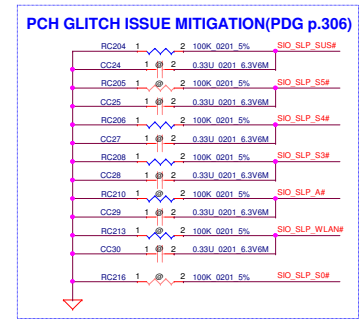 PCH GLITCH ISSUE MITIGATION(PDG p.306)
RC204 1 2 100K_0201_5% SIO_SLP_SUS#
CC24 1 @ 2 0.33U_0201_6.3V6M
RC205 1 @ 2 100K_0201_5% SIO_SLP_S5#
CC25 1 @ 2 0.33U_0201_6.3V6M
RC206 1 2 100K_0201_5% SIO_SLP_S4#
CC27 1 @ 2 0.33U_0201_6.3V6M
RC208 1 2 100K_0201_5% SIO_SLP_S3#
CC28 1 @ 2 0.33U_0201_6.3V6M
RC210 1 @ 2 100K_0201_5% SIO_SLP_A#
CC29 1 @ 2 0.33U_0201_6.3V6M
RC213 1 @ 2 100K_0201_5% SIO_SLP_WLAN#
CC30 1 @ 2 0.33U_0201_6.3V6M
RC216 1 @ 2 100K_0201_5% SIO_SLP_S0#